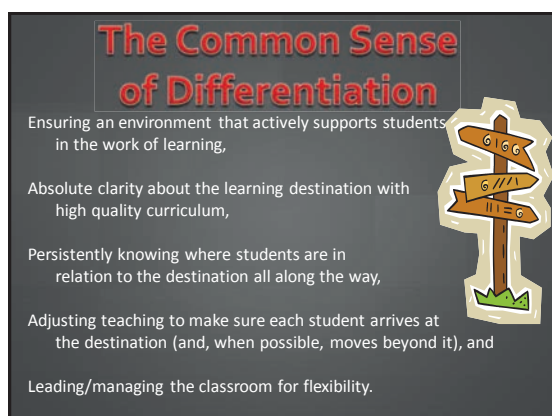 The Common Sense
of Differentiation
Ensuring an environment that actively supports students
in the work of learning,
Absolute clarity about the learning destination with
high quality curriculum,
Persistently knowing where students are in
relation to the destination all along the way,
Adjusting teaching to make sure each student arrives at
the destination (and, when possible, moves beyond it), and
Leading/managing the classroom for flexibility.